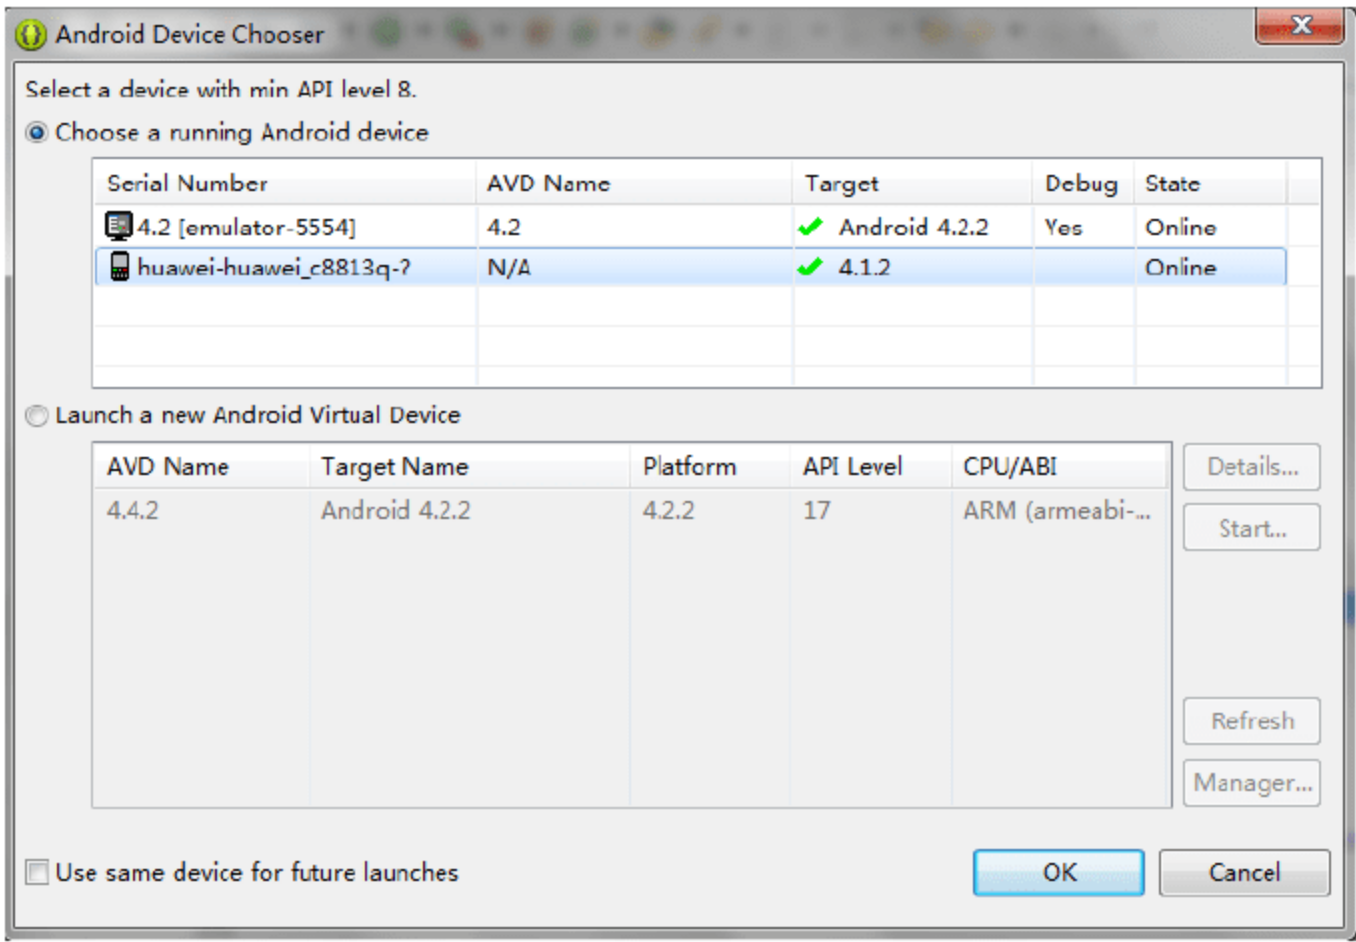 Android Device Chooser
Select a device with min API level 8.
Choose a running Android device
Serial Number AVD Name Target Debug State
4.2 [emulator-5554] 4.2 Android 4.2.2 Yes Online
huawei-huawei_c8813q-? N/A 4.1.2 Online
Launch a new Android Virtual Device
AVD Name Target Name Platform API Level CPU/ABI
4.4.2 Android 4.2.2 4.2.2 17 ARM (armeabi-...
Details...
Start...
Refresh
Manager...
Use same device for future launches
OK Cancel